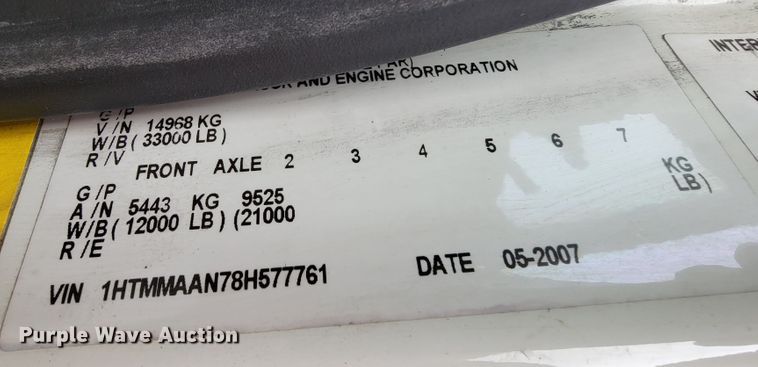 AND ENGINE CORPORATION
INTER
G/P
V/N 14968 KG
W/B ( 33000 LB )
R/V
FRONT AXLE 2 3 4 5 6 7
G/P
A/N 5443 KG 9525 KG
W/B ( 12000 LB ) (21000 LB )
R/E
VIN 1HTMMAAN78H577761 DATE 05-2007
Purple Wave Auction